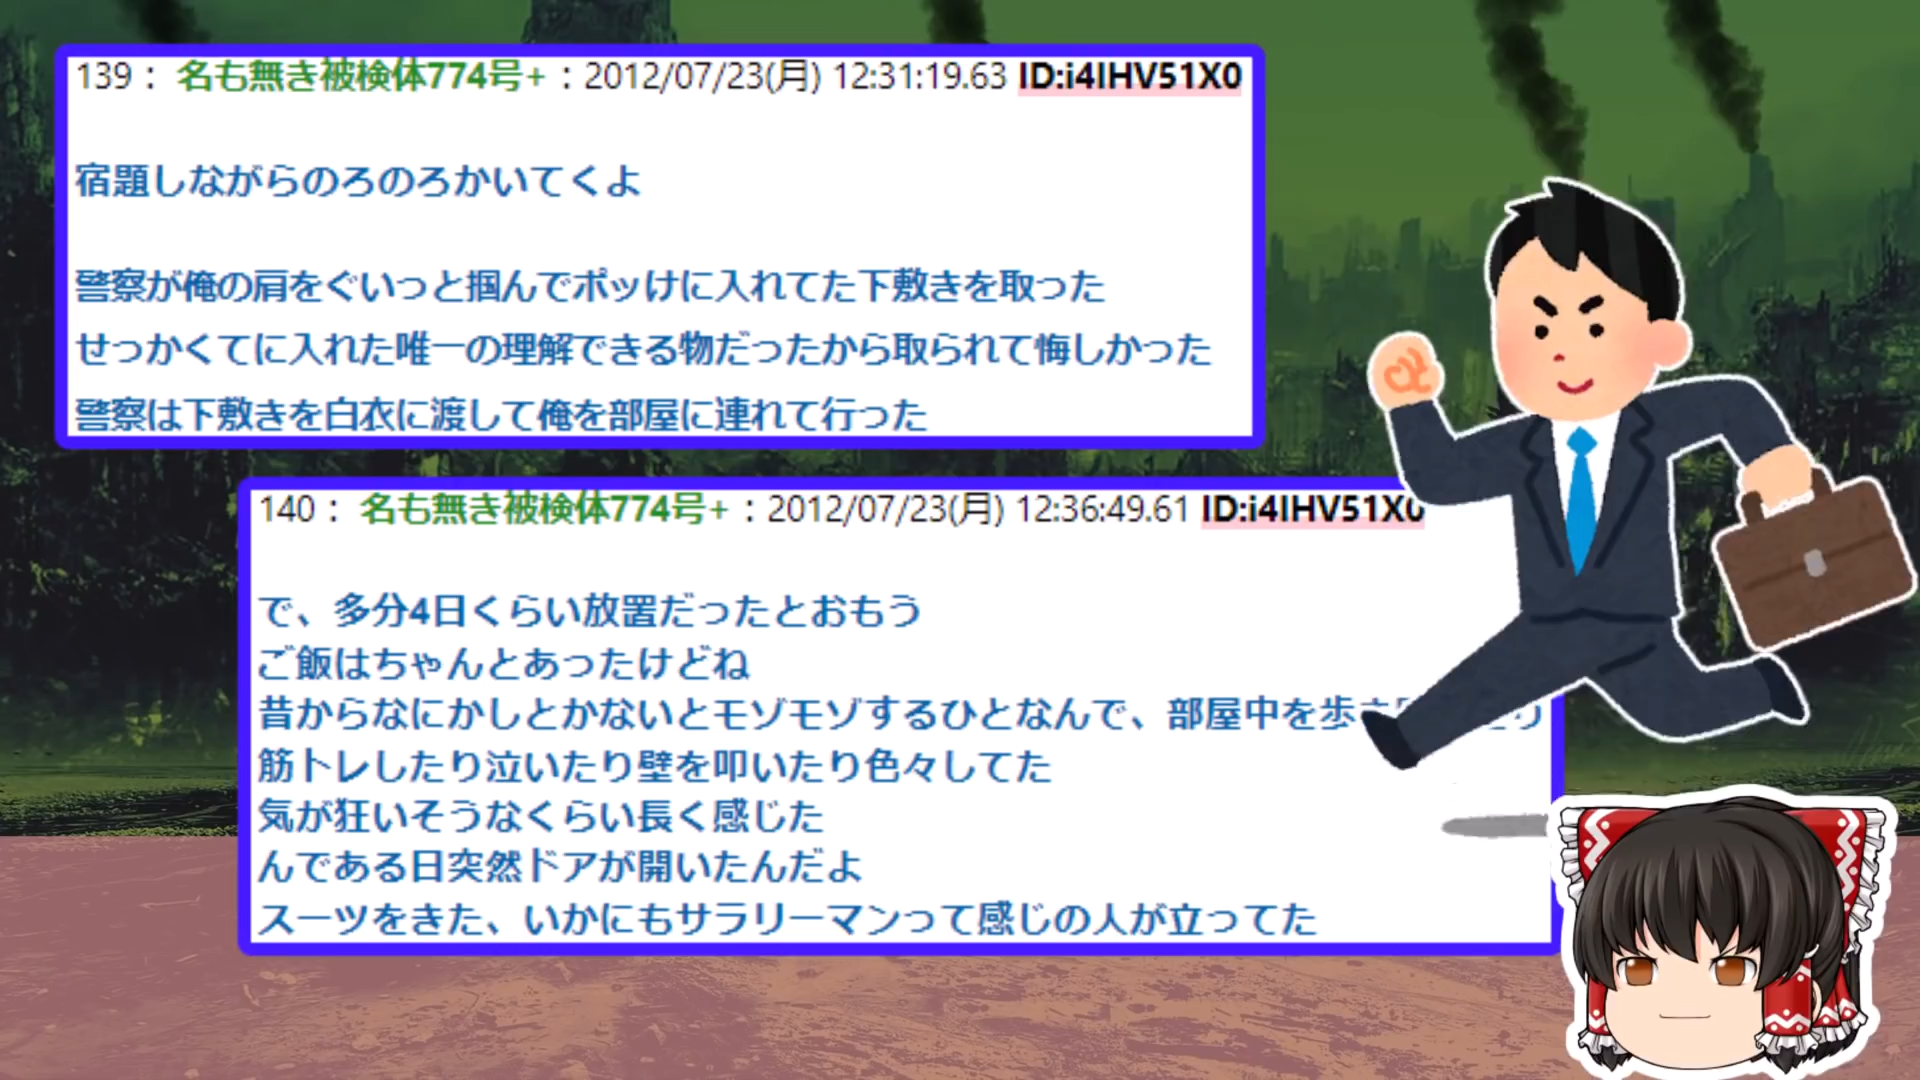 139： 名も無き被検体774号+：2012/07/23(月) 12:31:19.63 ID:i4IHV51X0
宿題しながらのろのろかいてくよ
警察が俺の肩をぐいっと掴んでポッけに入れてた下敷きを取った
せっかくてに入れた唯一の理解できる物だったから取られて悔しかった
警察は下敷きを白衣に渡して俺を部屋に連れて行った
140： 名も無き被検体774号+：2012/07/23(月) 12:36:49.61 ID:i4IHV51X0
で、多分4日くらい放置だったとおもう
ご飯はちゃんとあったけどね
昔からなにかしとかないとモゾモゾするひとなんで、部屋中を歩き
筋トレしたり泣いたり壁を叩いたり色々してた
気が狂いそうなくらい長く感じた
んである日突然ドアが開いたんだよ
スーツをきた、いかにもサラリーマンって感じの人が立ってた